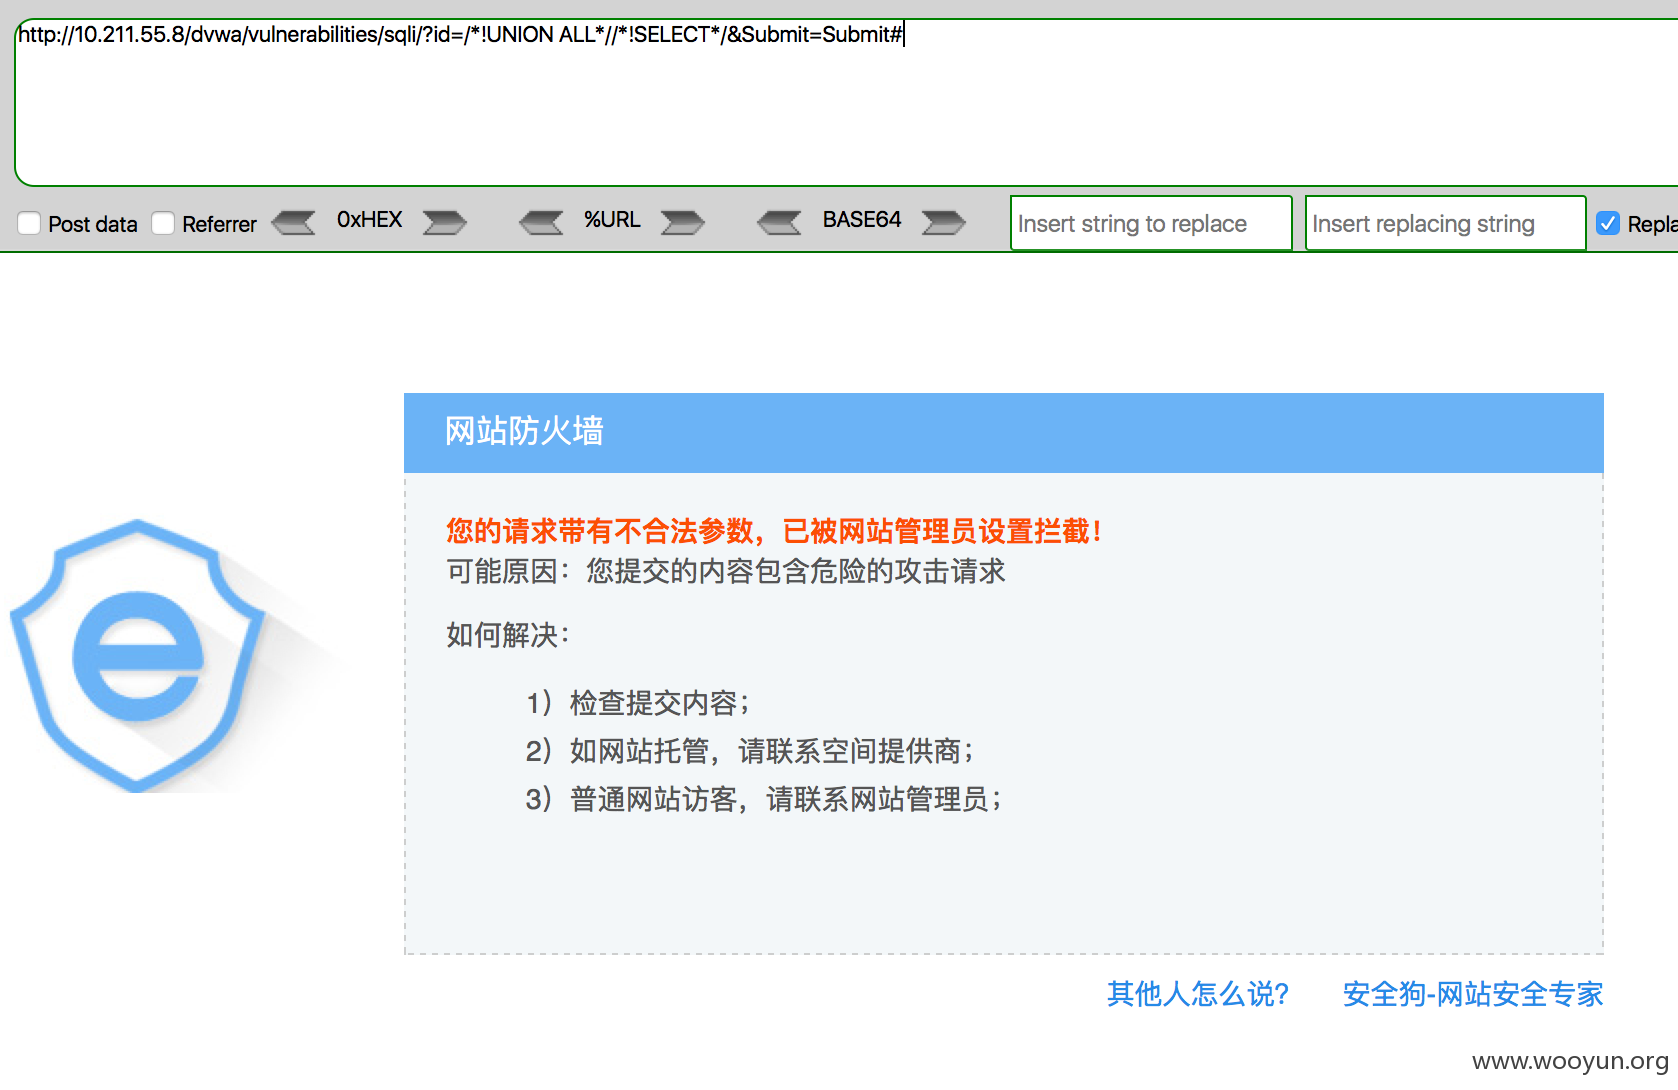 http://10.211.55.8/dvwa/vulnerabilities/sqli/?id=/*!UNION ALL*//*!SELECT*/&Submit=Submit#
Post data Referrer 0xHEX %URL BASE64 Insert string to replace Insert replacing string Repla
网站防火墙
您的请求带有不合法参数，已被网站管理员设置拦截！
可能原因：您提交的内容包含危险的攻击请求
如何解决：
1）检查提交内容；
2）如网站托管，请联系空间提供商；
3）普通网站访客，请联系网站管理员；
e
其他人怎么说? 安全狗-网站安全专家
www.wooyun.org